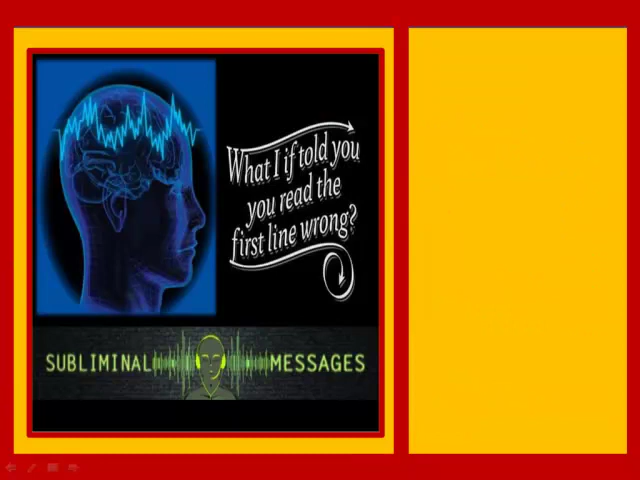 What I if told you
you read the
first line wrong?
SUBLIMINAL MESSAGES